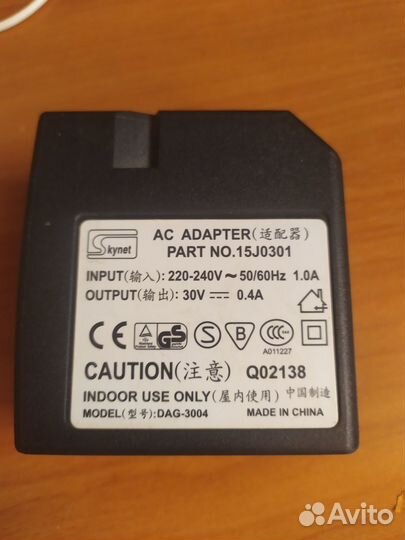 Skynet
AC ADAPTER(适配器)
PART NO.15J0301
INPUT(输入): 220-240V ~ 50/60Hz 1.0A
OUTPUT(输出): 30V ⎓ 0.4A
CE GS S B CCC
A011227
CAUTION(注意) Q02138
INDOOR USE ONLY(屋内使用) 中国制造
MODEL(型号):DAG-3004 MADE IN CHINA
Avito